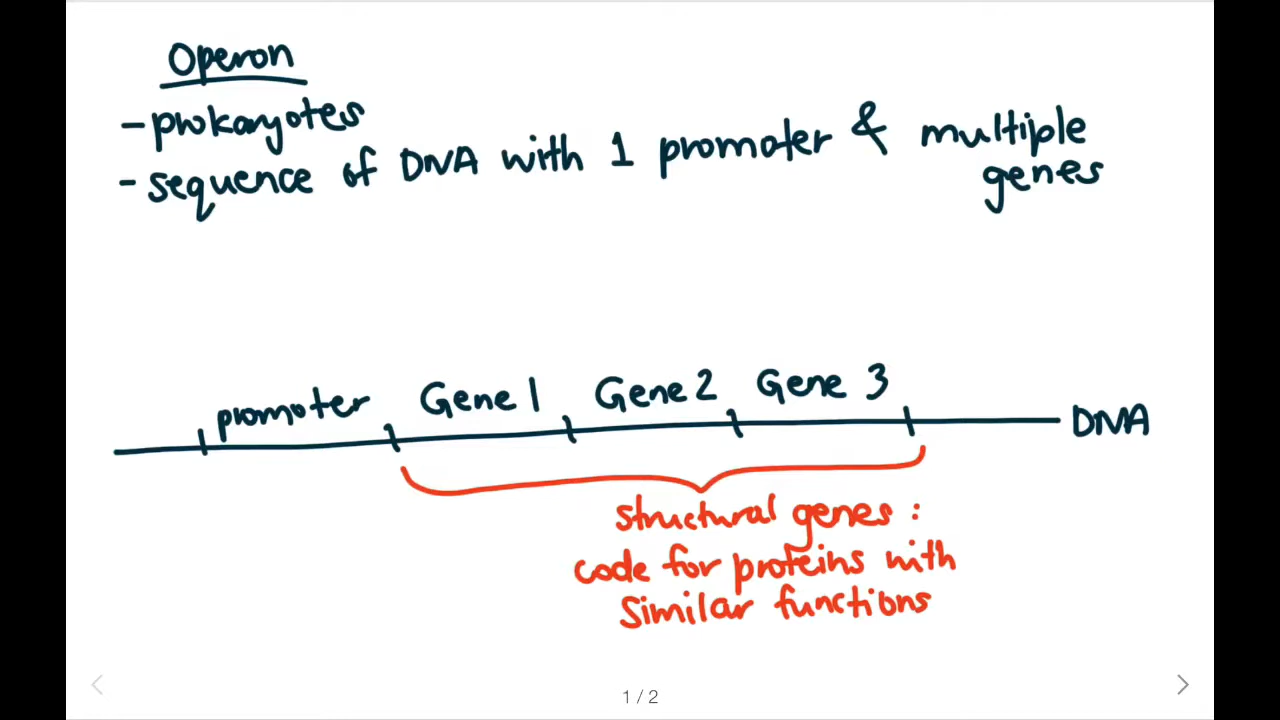 Operon
- prokaryotes
- sequence of DNA with 1 promoter & multiple
genes
promoter Gene 1 Gene 2 Gene 3 DNA
structural genes :
code for proteins with
similar functions
1 / 2